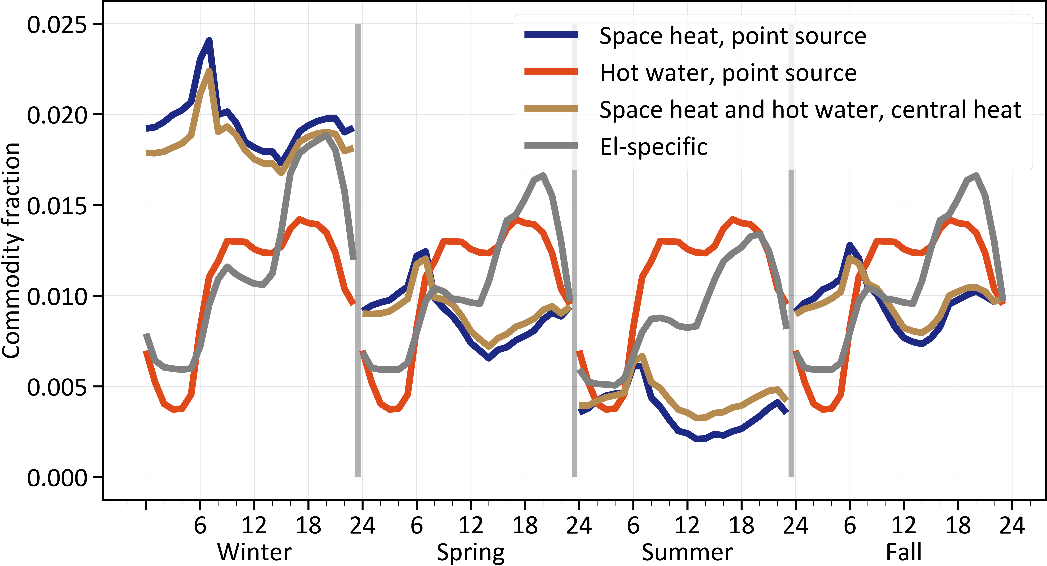 Commodity fraction
0.025
0.020
0.015
0.010
0.005
0.000
Space heat, point source
Hot water, point source
Space heat and hot water, central heat
El-specific
6 12 18 24 6 12 18 24 6 12 18 24 6 12 18 24
Winter Spring Summer Fall